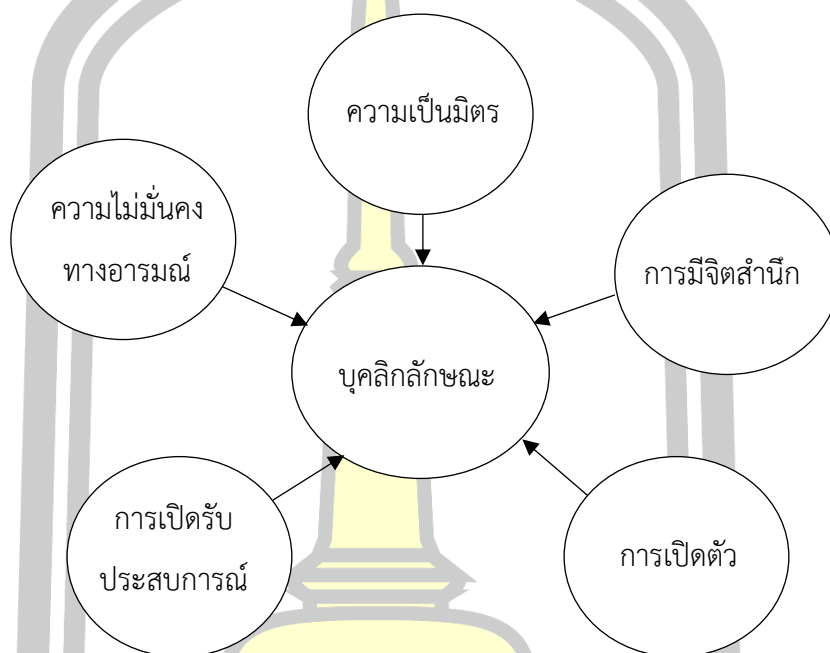 ความเป็นมิตร
ความไม่มั่นคง
ทางอารมณ์
การมีจิตสำนึก
บุคลิกลักษณะ
การเปิดรับ
ประสบการณ์
การเปิดตัว